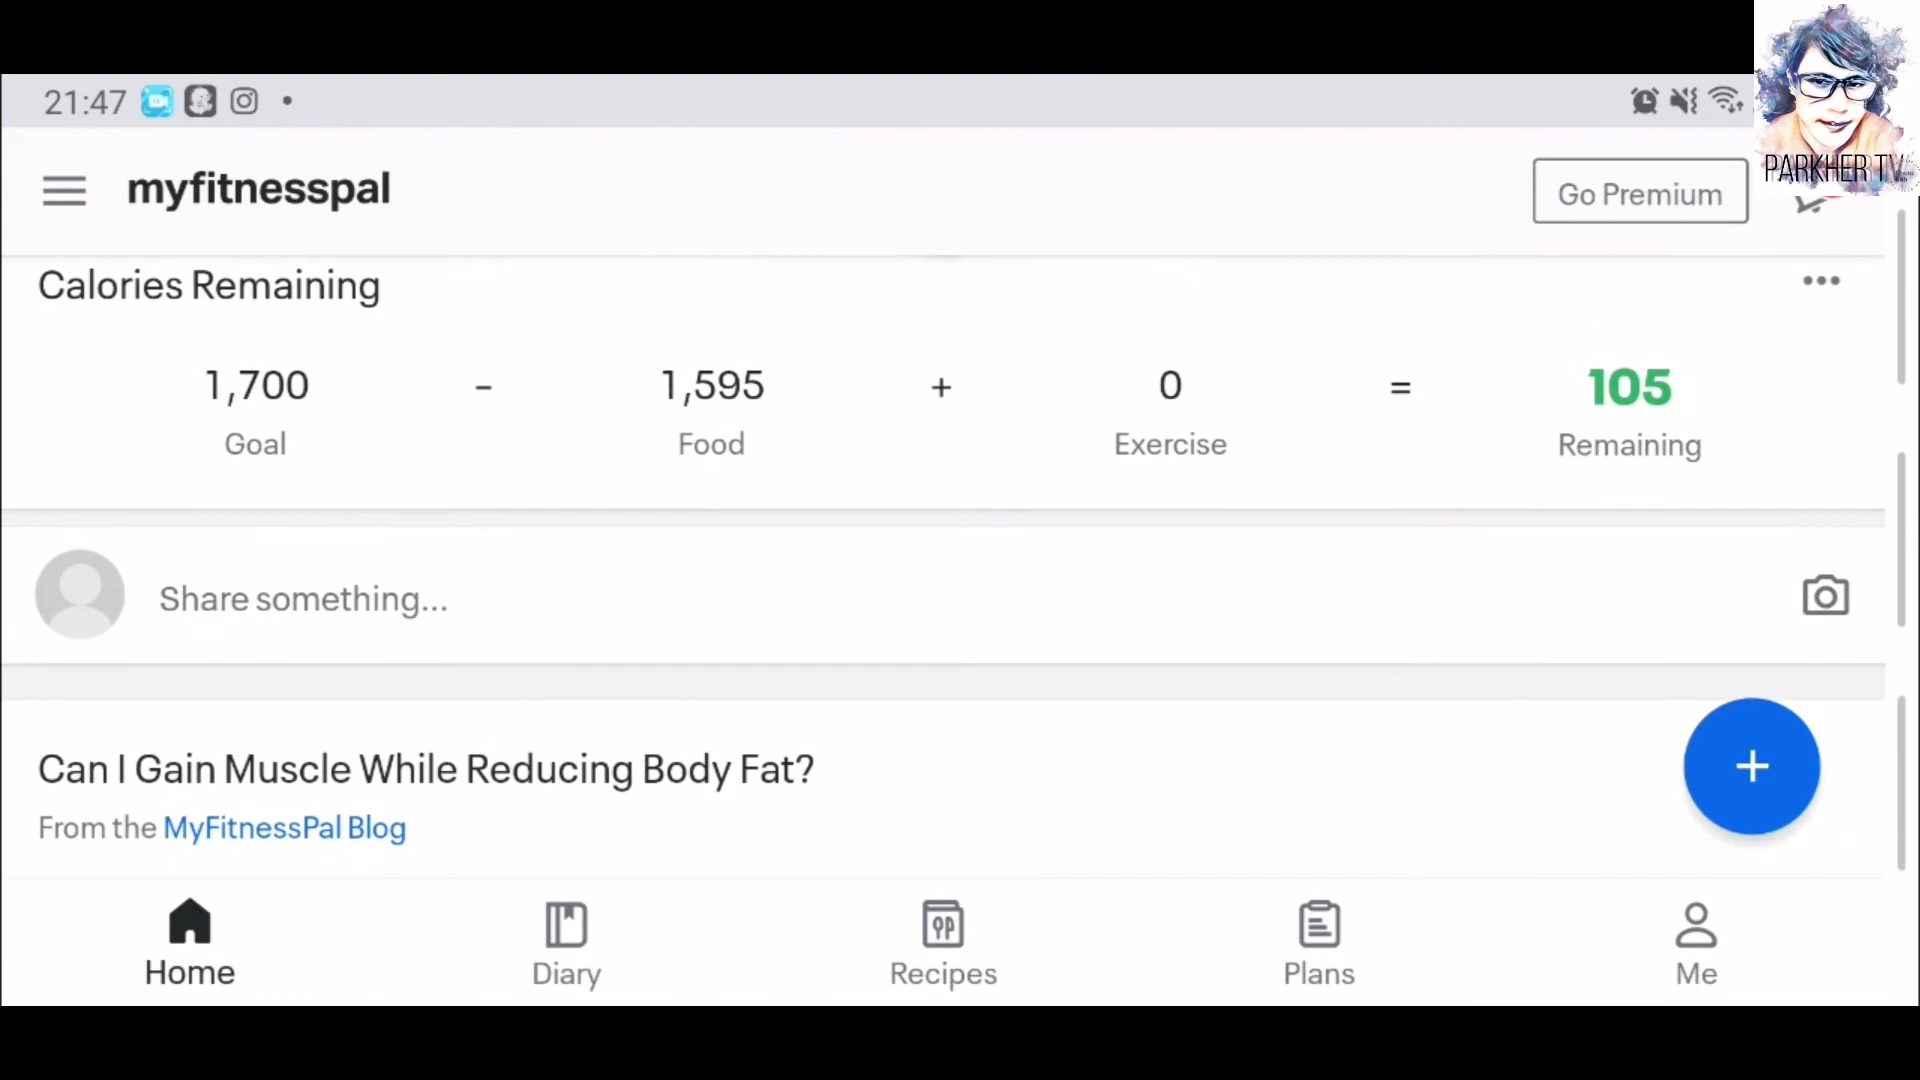 21:47
PARKHER TV
myfitnesspal
Go Premium
Calories Remaining
1,700 - 1,595 + 0 = 105
Goal Food Exercise Remaining
Share something...
Can I Gain Muscle While Reducing Body Fat?
From the MyFitnessPal Blog
Home Diary Recipes Plans Me